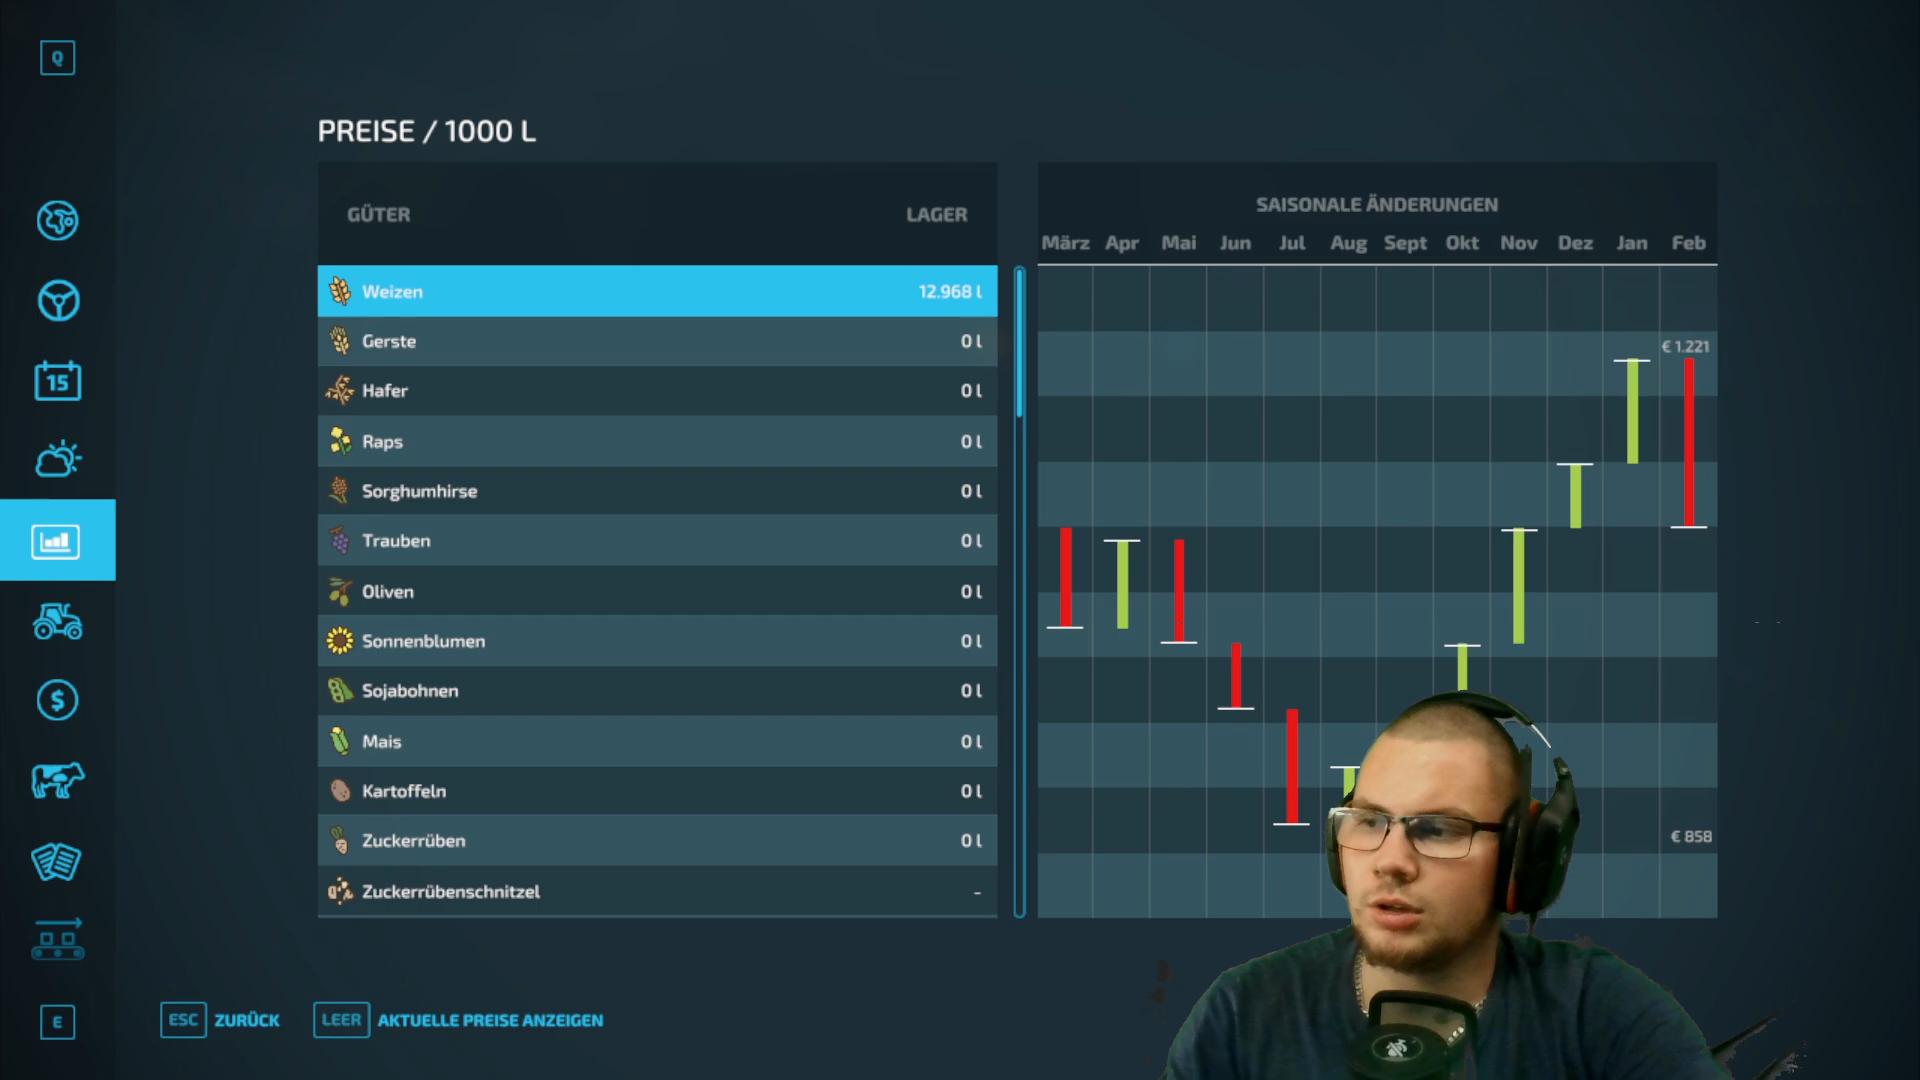 Q
PREISE / 1000 L
GÜTER LAGER
SAISONALE ÄNDERUNGEN
März Apr Mai Jun Jul Aug Sept Okt Nov Dez Jan Feb
Weizen 12.968 l
Gerste 0 l
Hafer 0 l
Raps 0 l
Sorghumhirse 0 l
Trauben 0 l
Oliven 0 l
Sonnenblumen 0 l
Sojabohnen 0 l
Mais 0 l
Kartoffeln 0 l
Zuckerrüben 0 l
Zuckerrübenschnitzel -
€ 1.221
€ 858
15
$
E
ESC ZURÜCK LEER AKTUELLE PREISE ANZEIGEN